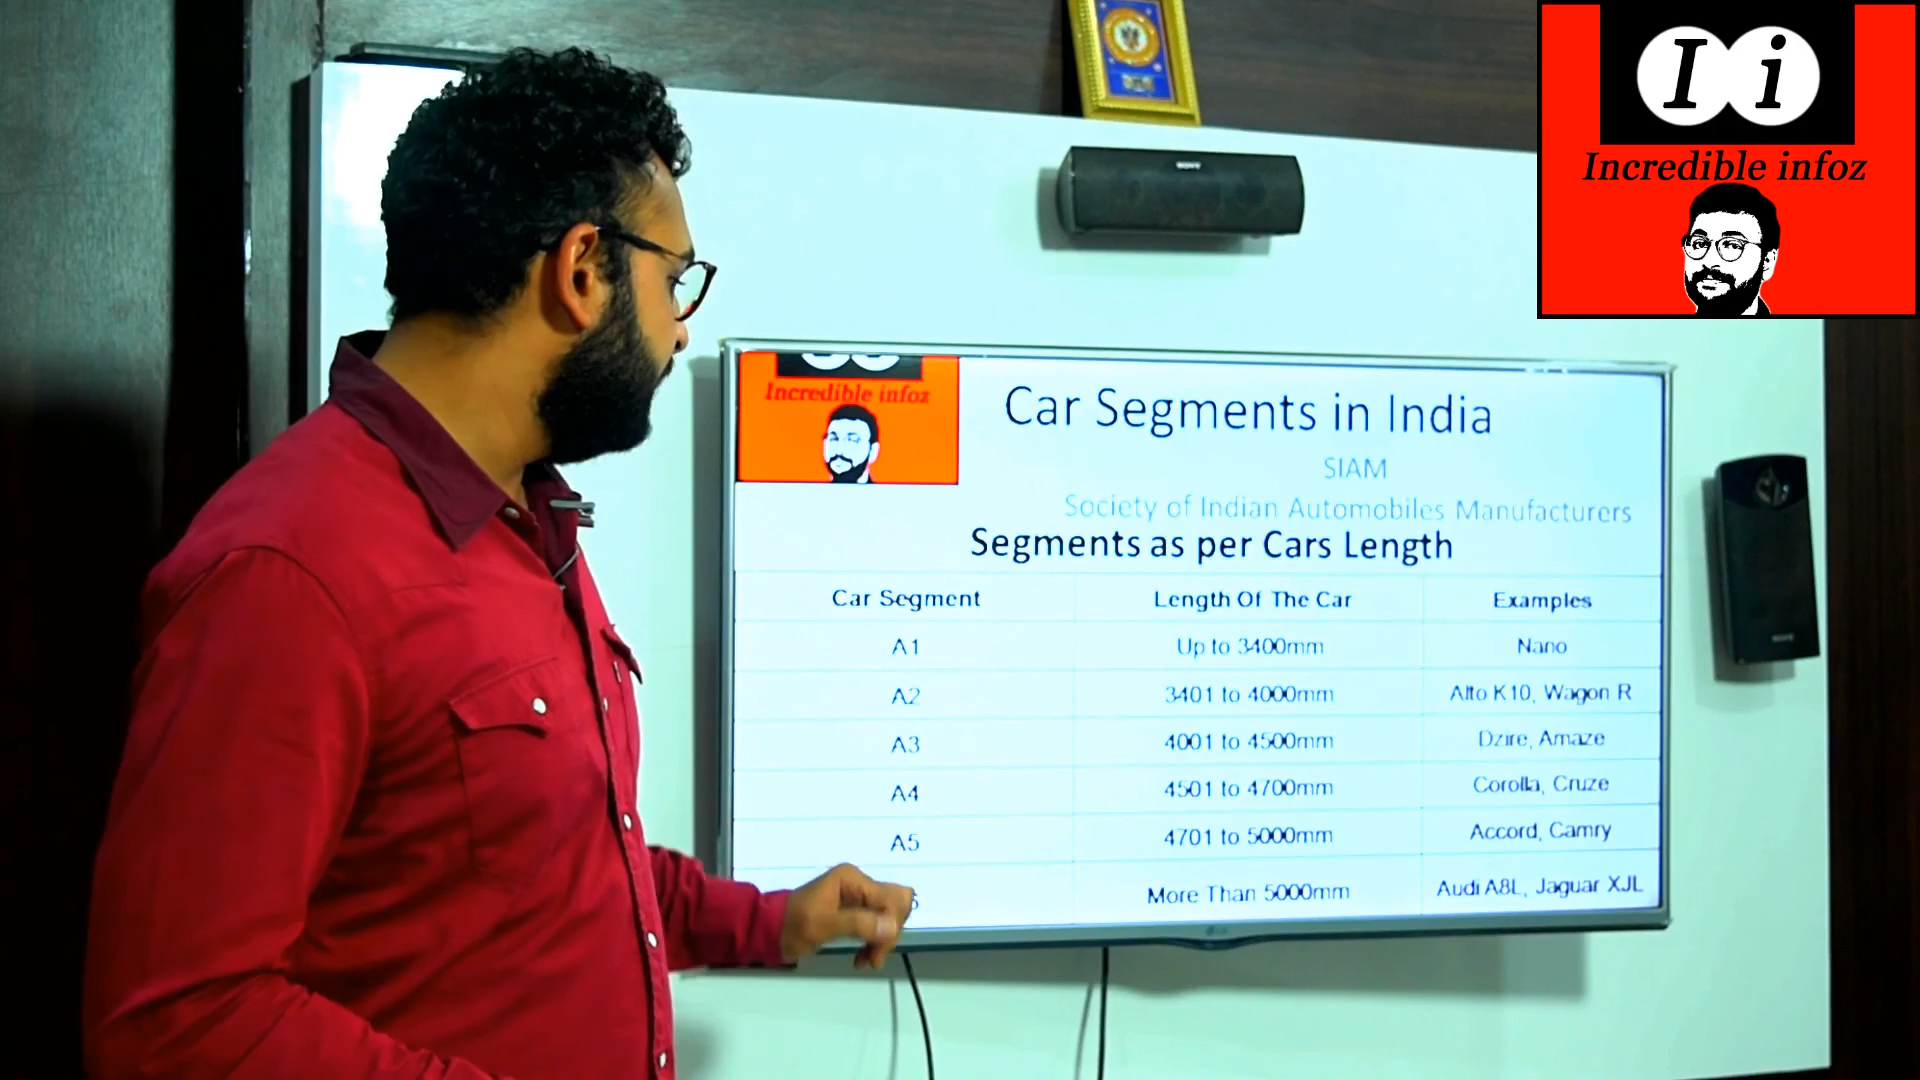 I i
Incredible infoz
SONY
Incredible infoz
Car Segments in India
SIAM
Society of Indian Automobiles Manufacturers
Segments as per Cars Length
Car Segment Length Of The Car Examples
A1 Up to 3400mm Nano
A2 3401 to 4000mm Alto K10, Wagon R
A3 4001 to 4500mm Dzire, Amaze
A4 4501 to 4700mm Corolla, Cruze
A5 4701 to 5000mm Accord, Camry
More Than 5000mm Audi A8L, Jaguar XJL
LG
SONY